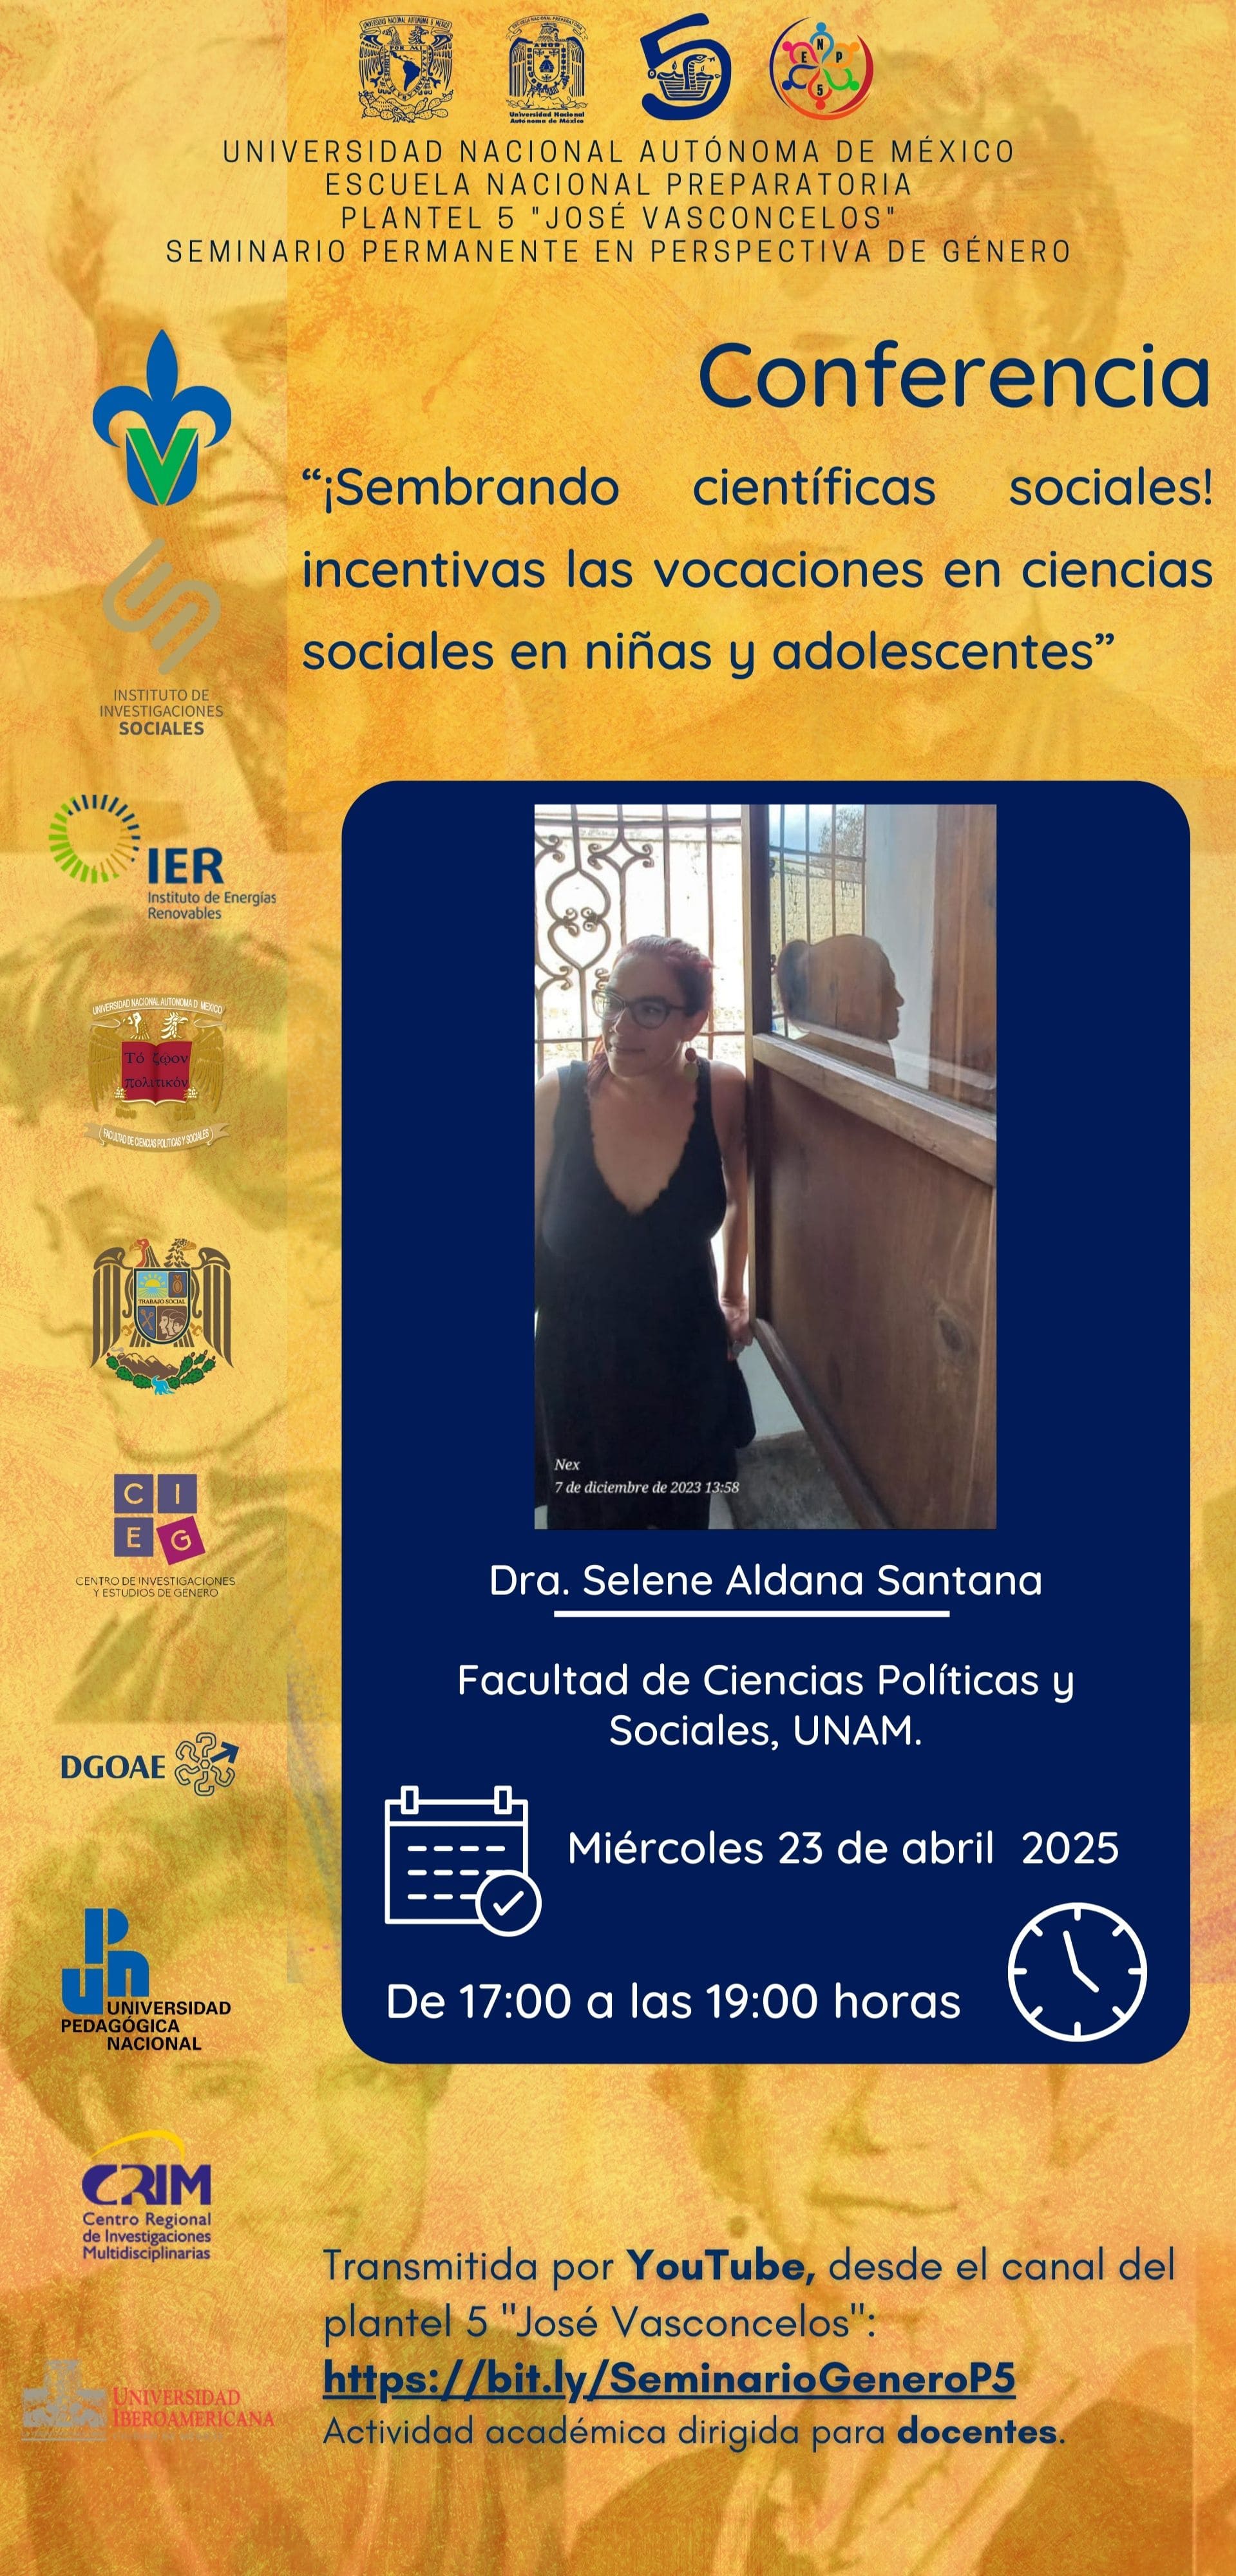 UNIVERSIDAD NACIONAL AUTÓNOMA DE MÉXICO
ESCUELA NACIONAL PREPARATORIA
PLANTEL 5 "JOSÉ VASCONCELOS"
SEMINARIO PERMANENTE EN PERSPECTIVA DE GÉNERO
Universidad Nacional
Autónoma de México
5
E N P
5
Conferencia
“¡Sembrando científicas sociales!
incentivas las vocaciones en ciencias
sociales en niñas y adolescentes”
INSTITUTO DE
INVESTIGACIONES
SOCIALES
IER
Instituto de Energías
Renovables
UNIVERSIDAD NACIONAL AUTONOMA D MEXICO
Τό ζῷον
πολιτικόν
FACULTAD DE CIENCIAS POLITICAS Y SOCIALES
TRABAJO SOCIAL
C I
E G
CENTRO DE INVESTIGACIONES
Y ESTUDIOS DE GÉNERO
DGOAE
UNIVERSIDAD
PEDAGÓGICA
NACIONAL
CRIM
Centro Regional
de Investigaciones
Multidisciplinarias
UNIVERSIDAD
IBEROAMERICANA
Nex
7 de diciembre de 2023 13:58
Dra. Selene Aldana Santana
Facultad de Ciencias Políticas y
Sociales, UNAM.
Miércoles 23 de abril 2025
De 17:00 a las 19:00 horas
Transmitida por YouTube, desde el canal del
plantel 5 "José Vasconcelos":
https://bit.ly/SeminarioGeneroP5
Actividad académica dirigida para docentes.